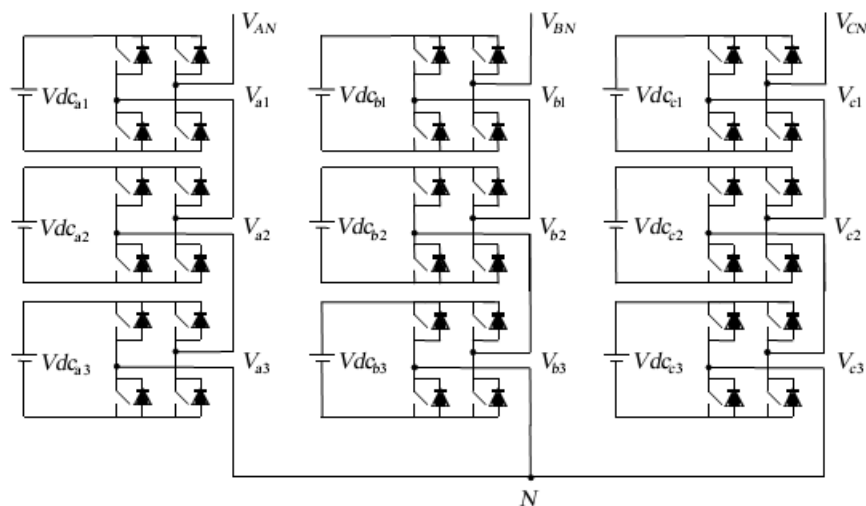 V_AN V_BN V_CN
Vdc_a1 V_a1 Vdc_b1 V_b1 Vdc_c1 V_c1
Vdc_a2 V_a2 Vdc_b2 V_b2 Vdc_c2 V_c2
Vdc_a3 V_a3 Vdc_b3 V_b3 Vdc_c3 V_c3
N